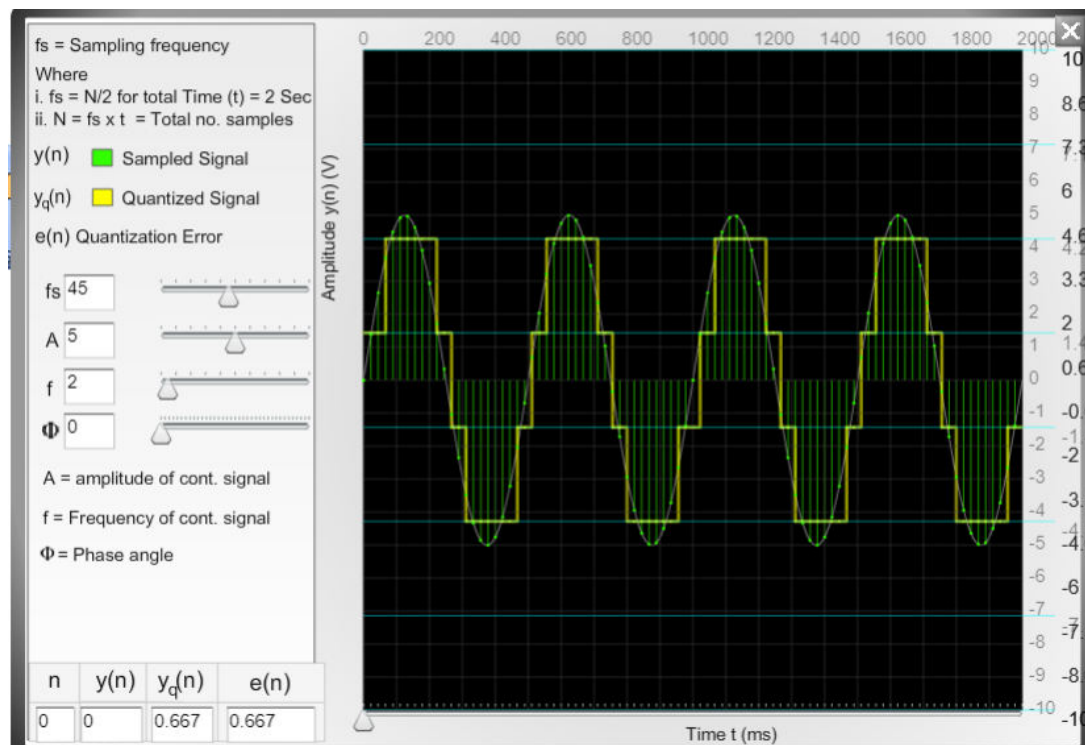 fs = Sampling frequency
Where
i. fs = N/2 for total Time (t) = 2 Sec
ii. N = fs x t = Total no. samples
y(n) Sampled Signal
yq(n) Quantized Signal
e(n) Quantization Error
fs 45
A 5
f 2
Φ 0
A = amplitude of cont. signal
f = Frequency of cont. signal
Φ = Phase angle
n y(n) yq(n) e(n)
0 0 0.667 0.667
0 200 400 600 800 1000 1200 1400 1600 1800 2000
Amplitude y(n) (V)
10
9
8
7
6
5
4
3
2
1
0
-1
-2
-3
-4
-5
-6
-7
-8
-9
-10
10
8.6
7.3
6
4.6
3.3
2
1.4
0.6
-2
Time t (ms)